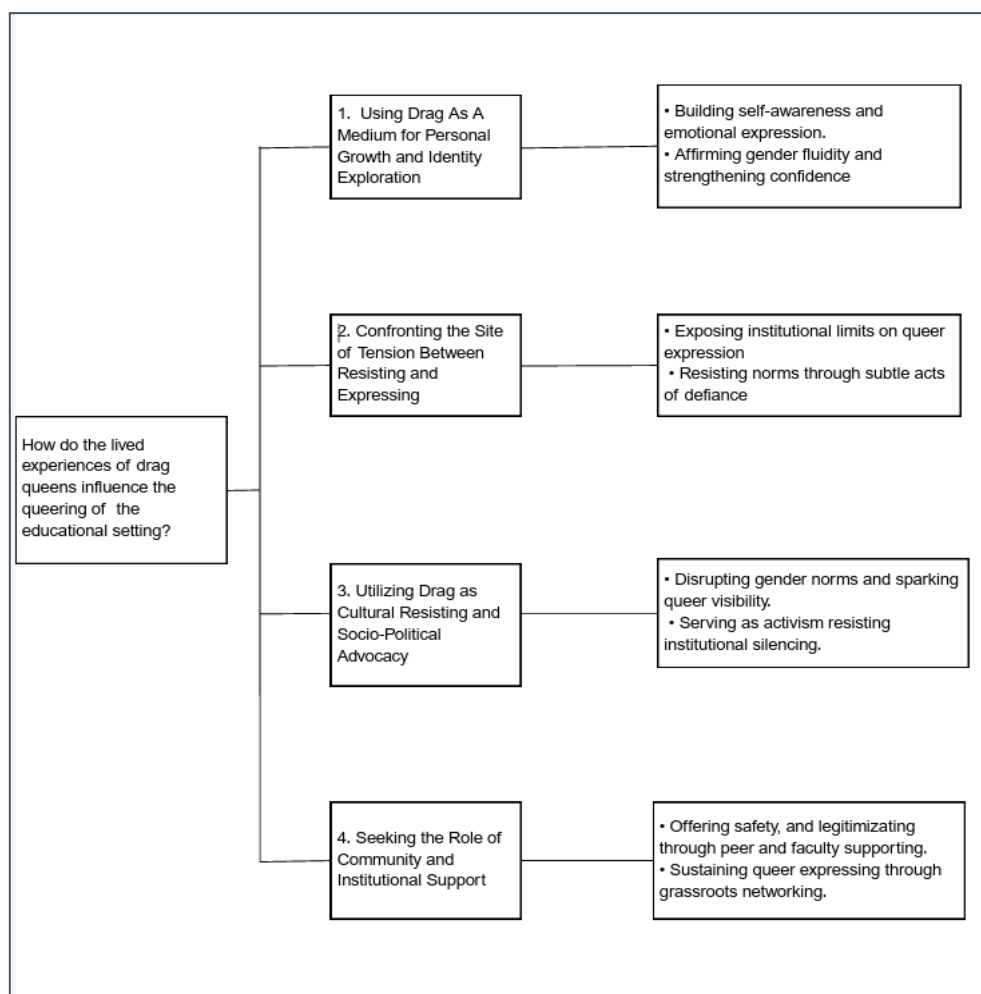 1. Using Drag As A
Medium for Personal
Growth and Identity
Exploration
• Building self-awareness and
emotional expression.
• Affirming gender fluidity and
strengthening confidence
2. Confronting the Site
of Tension Between
Resisting and
Expressing
• Exposing institutional limits on queer
expression
• Resisting norms through subtle acts
of defiance
How do the lived
experiences of drag
queens influence the
queering of the
educational setting?
3. Utilizing Drag as
Cultural Resisting and
Socio-Political
Advocacy
• Disrupting gender norms and sparking
queer visibility.
• Serving as activism resisting
institutional silencing.
4. Seeking the Role of
Community and
Institutional Support
• Offering safety, and legitimizating
through peer and faculty supporting.
• Sustaining queer expressing through
grassroots networking.